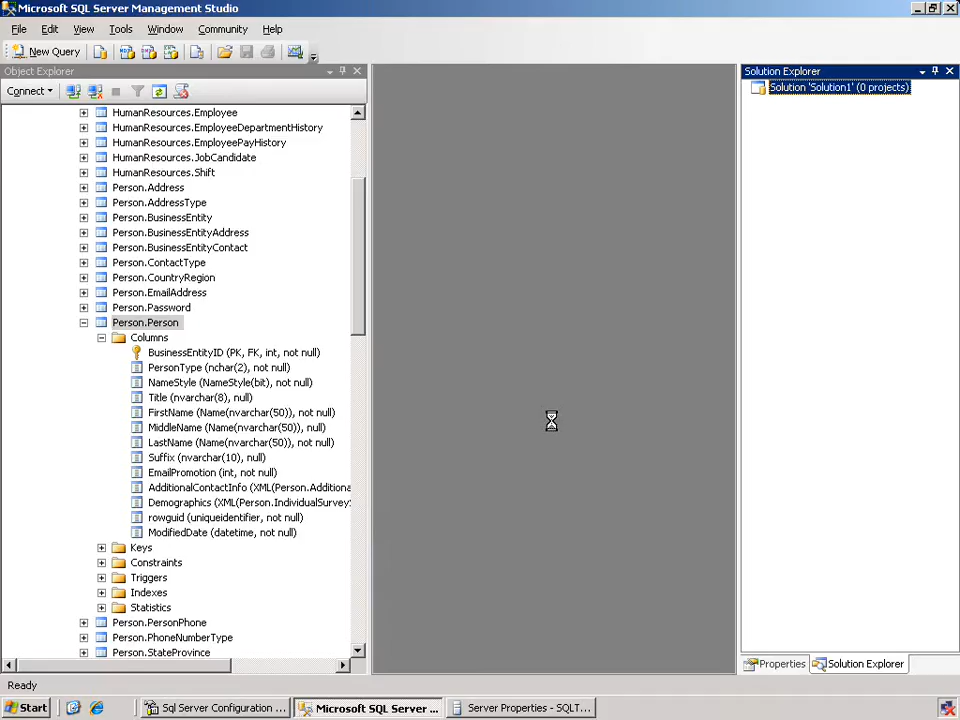 Microsoft SQL Server Management Studio
File Edit View Tools Window Community Help
New Query
Object Explorer
Connect
HumanResources.Employee
HumanResources.EmployeeDepartmentHistory
HumanResources.EmployeePayHistory
HumanResources.JobCandidate
HumanResources.Shift
Person.Address
Person.AddressType
Person.BusinessEntity
Person.BusinessEntityAddress
Person.BusinessEntityContact
Person.ContactType
Person.CountryRegion
Person.EmailAddress
Person.Password
Person.Person
Columns
BusinessEntityID (PK, FK, int, not null)
PersonType (nchar(2), not null)
NameStyle (NameStyle(bit), not null)
Title (nvarchar(8), null)
FirstName (Name(nvarchar(50)), not null)
MiddleName (Name(nvarchar(50)), null)
LastName (Name(nvarchar(50)), not null)
Suffix (nvarchar(10), null)
EmailPromotion (int, not null)
AdditionalContactInfo (XML(Person.Additiona
Demographics (XML(Person.IndividualSurvey
rowguid (uniqueidentifier, not null)
ModifiedDate (datetime, not null)
Keys
Constraints
Triggers
Indexes
Statistics
Person.PersonPhone
Person.PhoneNumberType
Person.StateProvince
Solution Explorer
Solution 'Solution1' (0 projects)
Properties Solution Explorer
Ready
Start Sql Server Configuration ... Microsoft SQL Server ... Server Properties - SQLT...